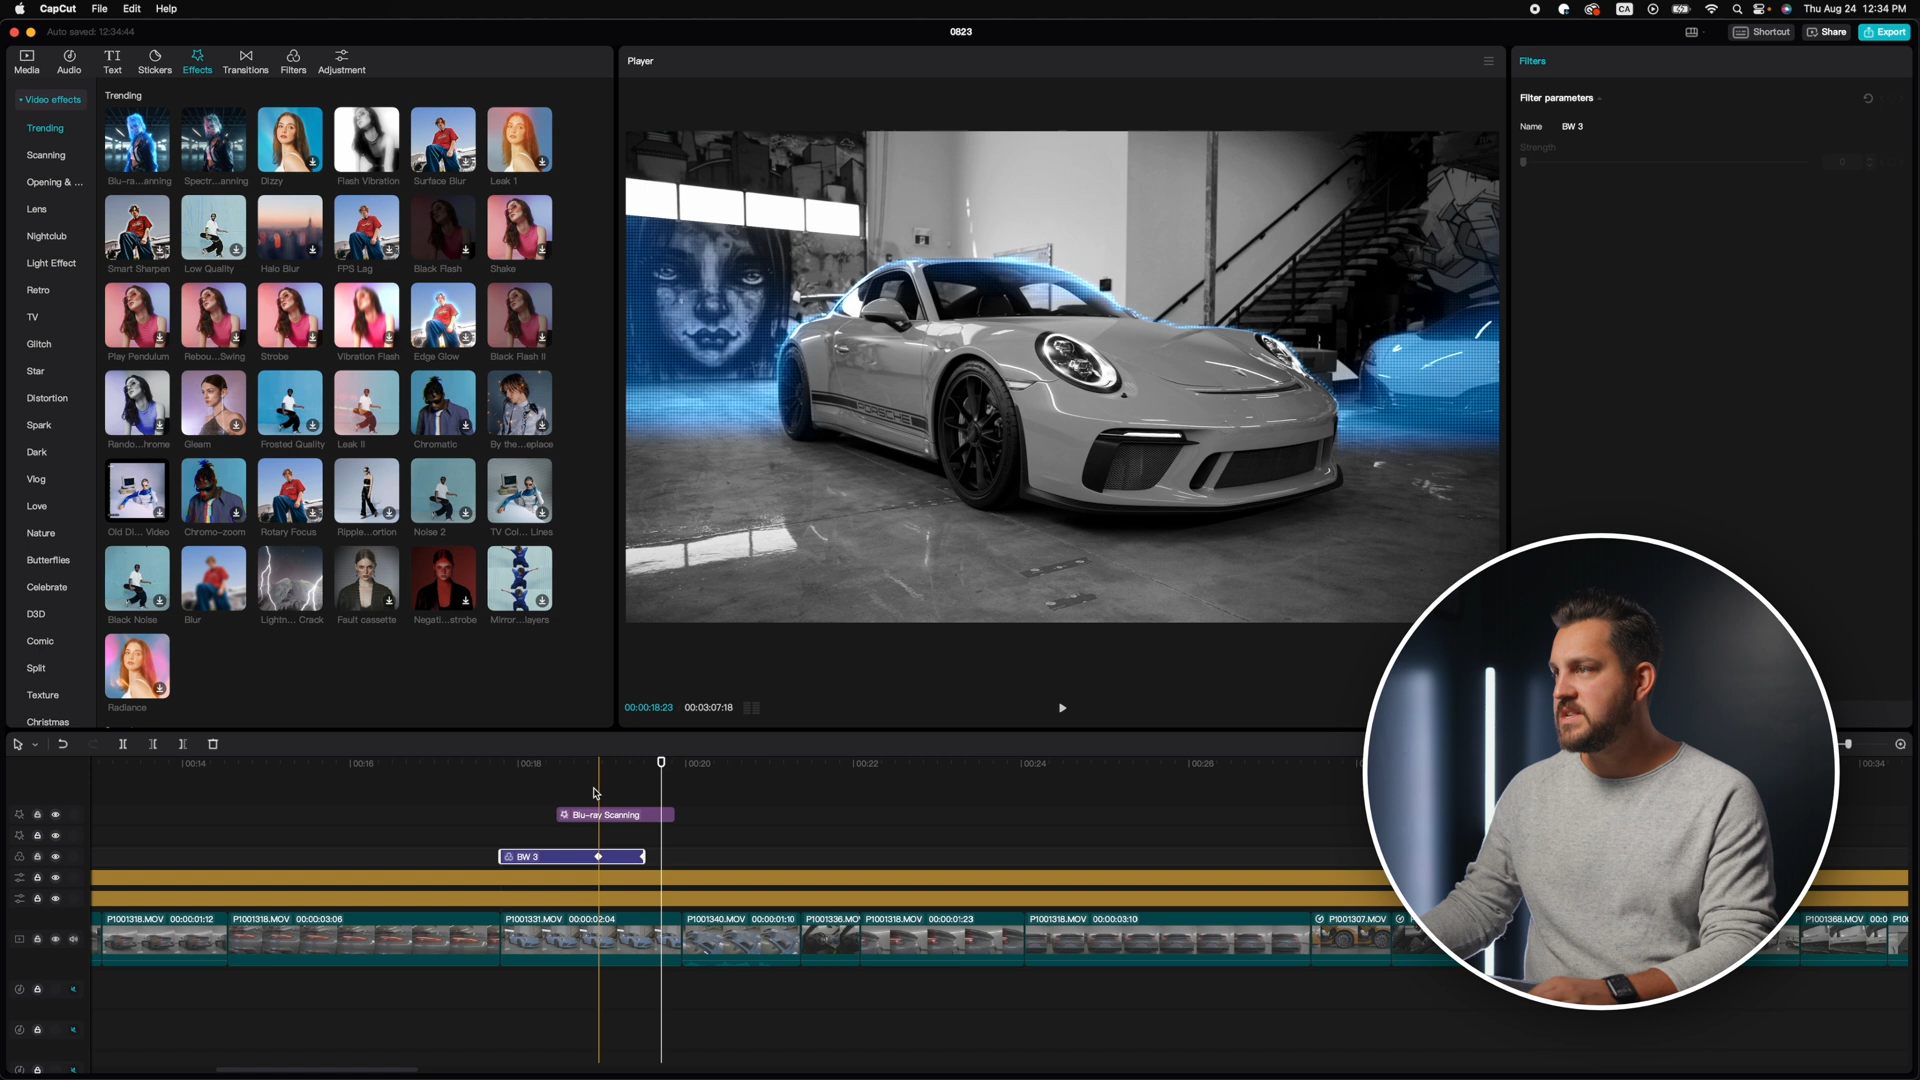 CapCut File Edit Help
CA Thu Aug 24 12:34 PM
Auto saved: 12:34:44
0823
Shortcut Share Export
Media Audio Text Stickers Effects Transitions Filters Adjustment
Player
Filters
Video effects
Trending
Scanning
Opening & ...
Lens
Nightclub
Light Effect
Retro
TV
Glitch
Star
Distortion
Spark
Dark
Vlog
Love
Nature
Butterflies
Celebrate
D3D
Comic
Split
Texture
Christmas
Trending
Blu-ra...anning Spectr...anning Dizzy Flash Vibration Surface Blur Leak 1
Smart Sharpen Low Quality Halo Blur FPS Lag Black Flash Shake
Play Pendulum Rebou...Swing Strobe Vibration Flash Edge Glow Black Flash II
Rando...hrome Gleam Frosted Quality Leak II Chromatic By the...eplace
Old Di... Video Chromo-zoom Rotary Focus Ripple...ortion Noise 2 TV Col... Lines
Black Noise Blur Lightn... Crack Fault cassette Negati...strobe Mirror...layers
Radiance
PORSCHE
00:00:18:23 / 00:03:07:18
Filter parameters
Name BW 3
Strength
0
00:14 00:16 00:18 00:20 00:22 00:24 00:26 00:34
Blu-ray Scanning
BW 3
P1001318.MOV 00:00:01:12 P1001318.MOV 00:00:03:06 P1001331.MOV 00:00:02:04 P1001340.MOV 00:00:01:10 P1001336.MOV P1001318.MOV 00:00:01:23 P1001318.MOV 00:00:03:10 P1001307.MOV P1001368.MOV 00:0 P100